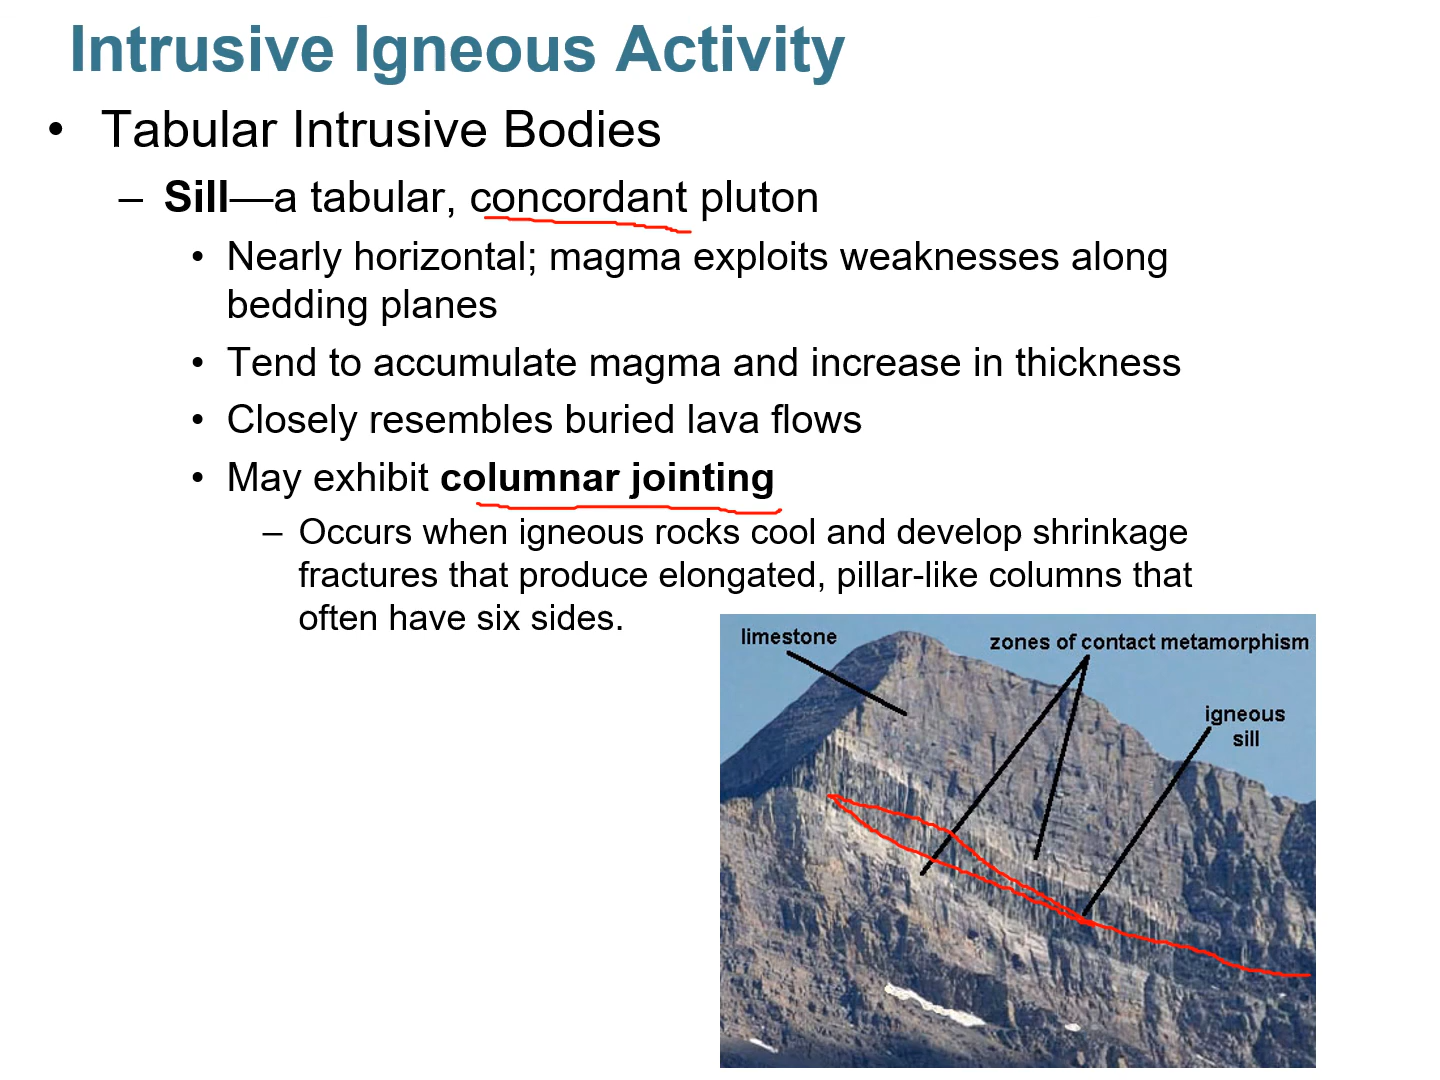 Intrusive Igneous Activity
• Tabular Intrusive Bodies
– Sill—a tabular, concordant pluton
• Nearly horizontal; magma exploits weaknesses along
bedding planes
• Tend to accumulate magma and increase in thickness
• Closely resembles buried lava flows
• May exhibit columnar jointing
– Occurs when igneous rocks cool and develop shrinkage
fractures that produce elongated, pillar-like columns that
often have six sides.
limestone
zones of contact metamorphism
igneous
sill